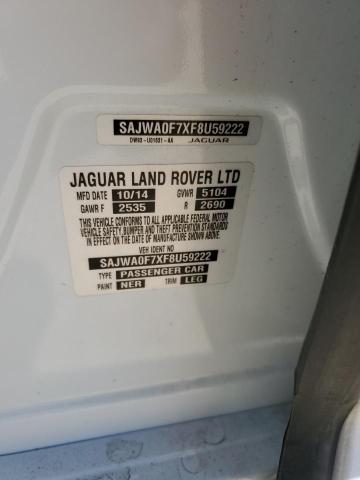 SAJWA0F7XF8U59222
JAGUAR
JAGUAR LAND ROVER LTD
MFD DATE 10/14 GVWR 5104
GAWR F 2535 R 2690
THIS VEHICLE CONFORMS TO ALL APPLICABLE FEDERAL MOTOR
VEHICLE SAFETY, BUMPER AND THEFT PREVENTION STANDARDS
IN EFFECT ON THE DATE OF MANUFACTURE SHOWN ABOVE.
VEH IDENT NO
SAJWA0F7XF8U59222
TYPE PASSENGER CAR
PAINT NER TRIM LEG